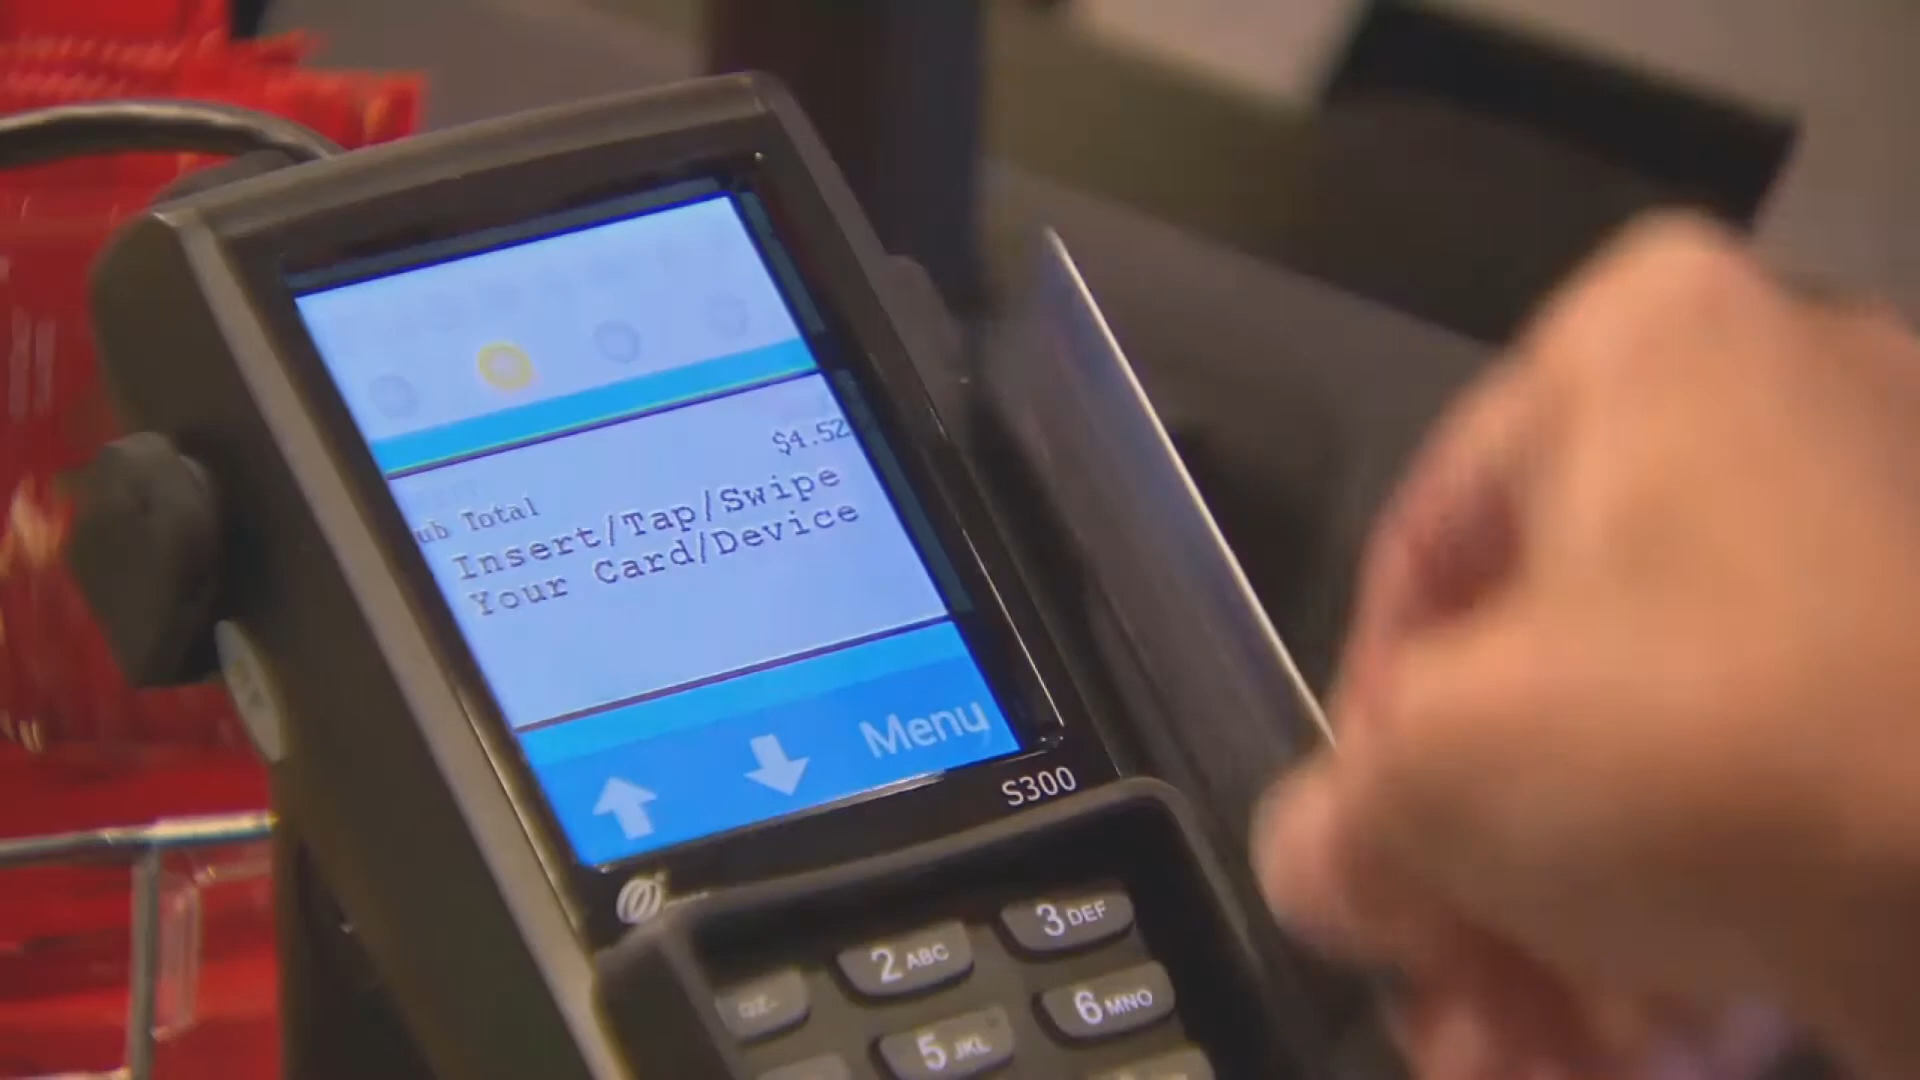 $4.52
ub Total
Insert/Tap/Swipe
Your Card/Device
Menu
S300
QZ-
2 ABC
3 DEF
5 JKL
6 MNO